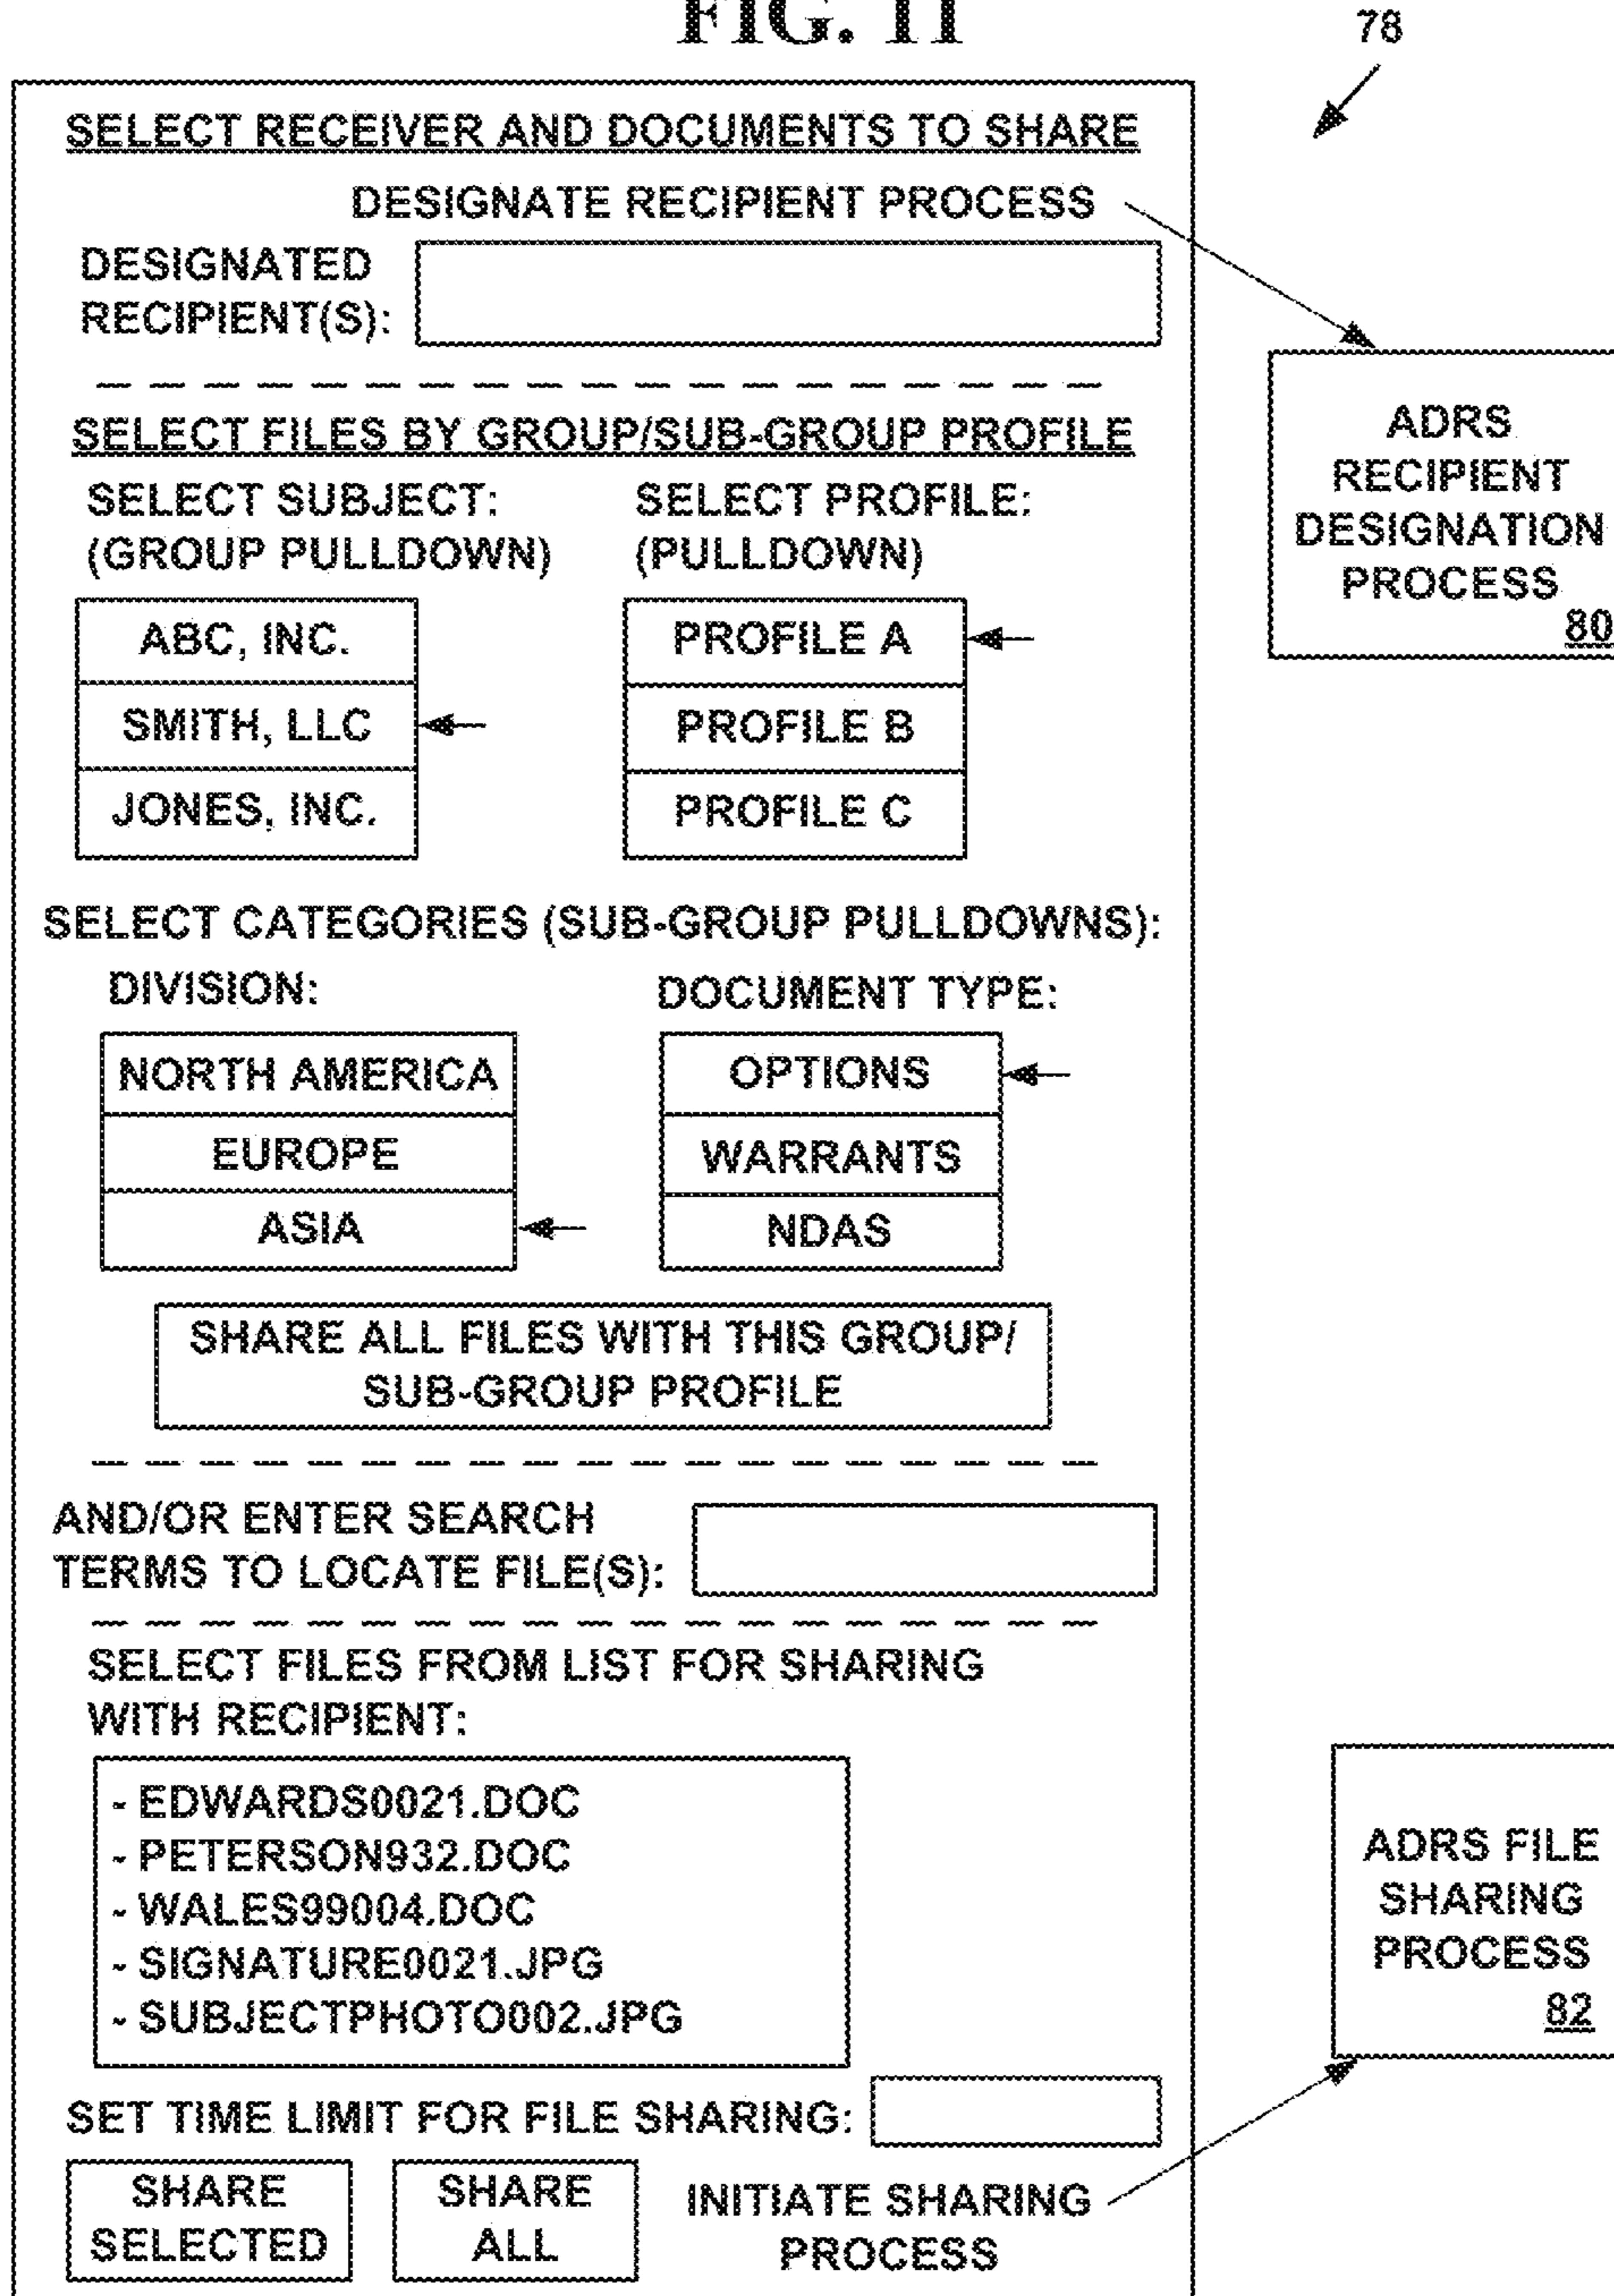 FIG. 11
78
SELECT RECEIVER AND DOCUMENTS TO SHARE
DESIGNATE RECIPIENT PROCESS
DESIGNATED
RECIPIENT(S):
SELECT FILES BY GROUP/SUB-GROUP PROFILE
SELECT SUBJECT:
(GROUP PULLDOWN)
SELECT PROFILE:
(PULLDOWN)
ABC, INC.
SMITH, LLC
JONES, INC.
PROFILE A
PROFILE B
PROFILE C
ADRS
RECIPIENT
DESIGNATION
PROCESS
80
SELECT CATEGORIES (SUB-GROUP PULLDOWNS):
DIVISION:
NORTH AMERICA
EUROPE
ASIA
DOCUMENT TYPE:
OPTIONS
WARRANTS
NDAS
SHARE ALL FILES WITH THIS GROUP/
SUB-GROUP PROFILE
AND/OR ENTER SEARCH
TERMS TO LOCATE FILE(S):
SELECT FILES FROM LIST FOR SHARING
WITH RECIPIENT:
- EDWARDS0021.DOC
- PETERSON932.DOC
- WALES99004.DOC
- SIGNATURE0021.JPG
- SUBJECTPHOTO002.JPG
ADRS FILE
SHARING
PROCESS
82
SET TIME LIMIT FOR FILE SHARING:
SHARE
SELECTED
SHARE
ALL
INITIATE SHARING
PROCESS